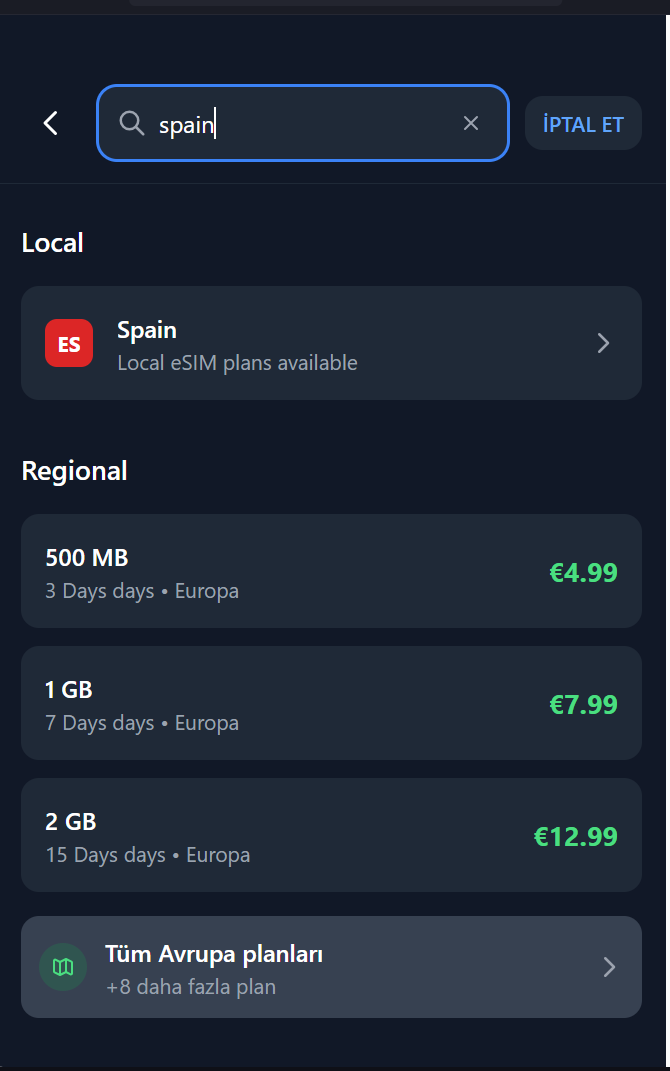 spain
İPTAL ET
Local
ES
Spain
Local eSIM plans available
Regional
500 MB
3 Days days • Europa
€4.99
1 GB
7 Days days • Europa
€7.99
2 GB
15 Days days • Europa
€12.99
Tüm Avrupa planları
+8 daha fazla plan